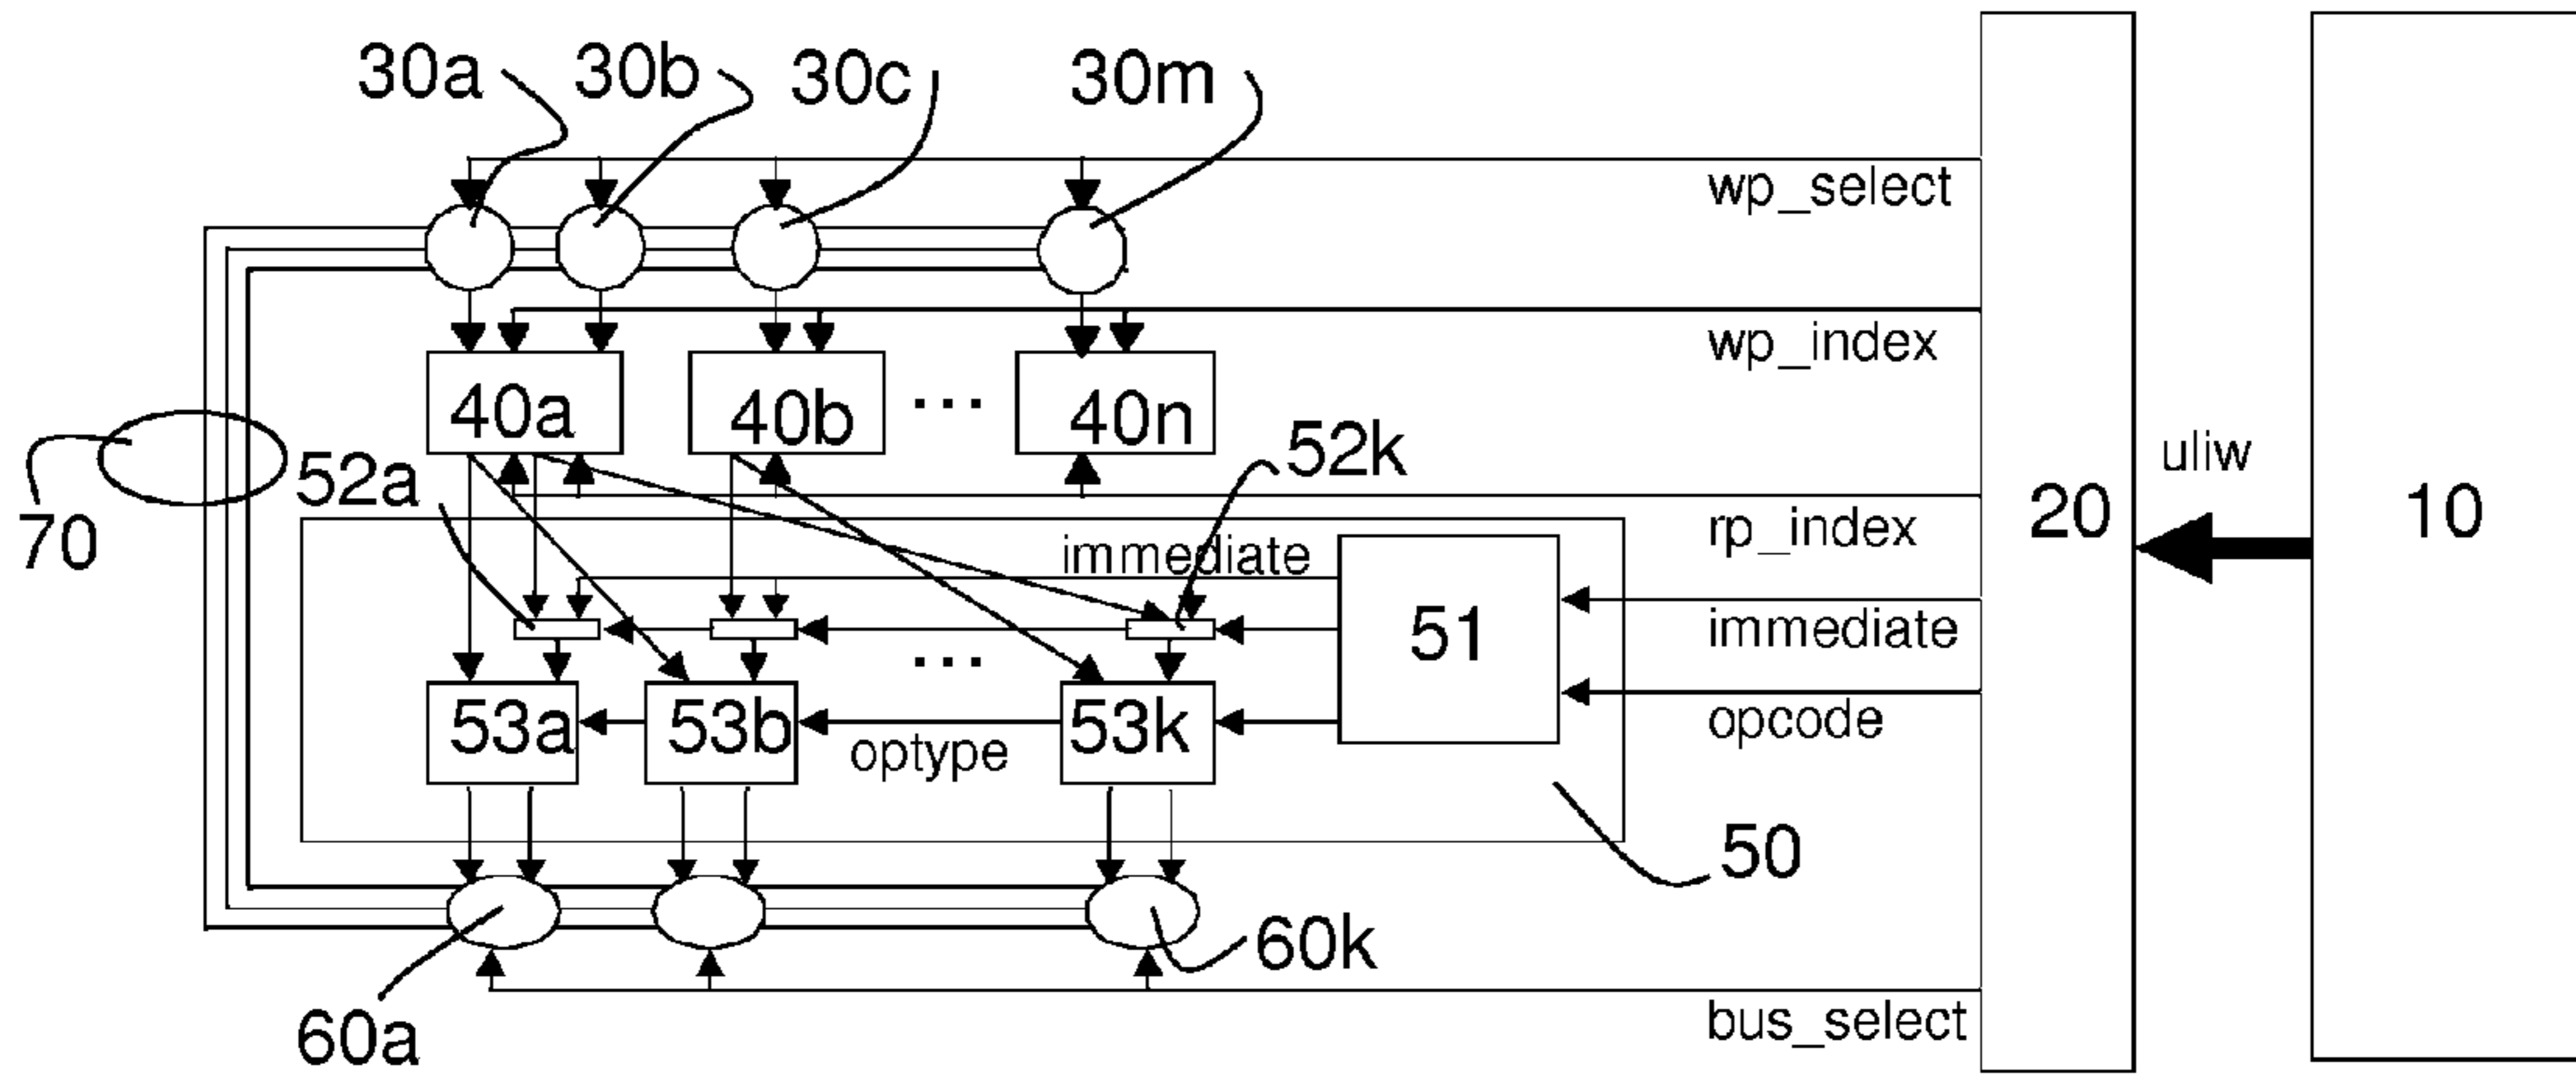 30a 30b 30c 30m
wp_select
wp_index
40a 40b ... 40n
52k
uliw
52a
70
rp_index
20
10
immediate
51
immediate
...
53a 53b 53k
optype
opcode
50
60k
60a
bus_select